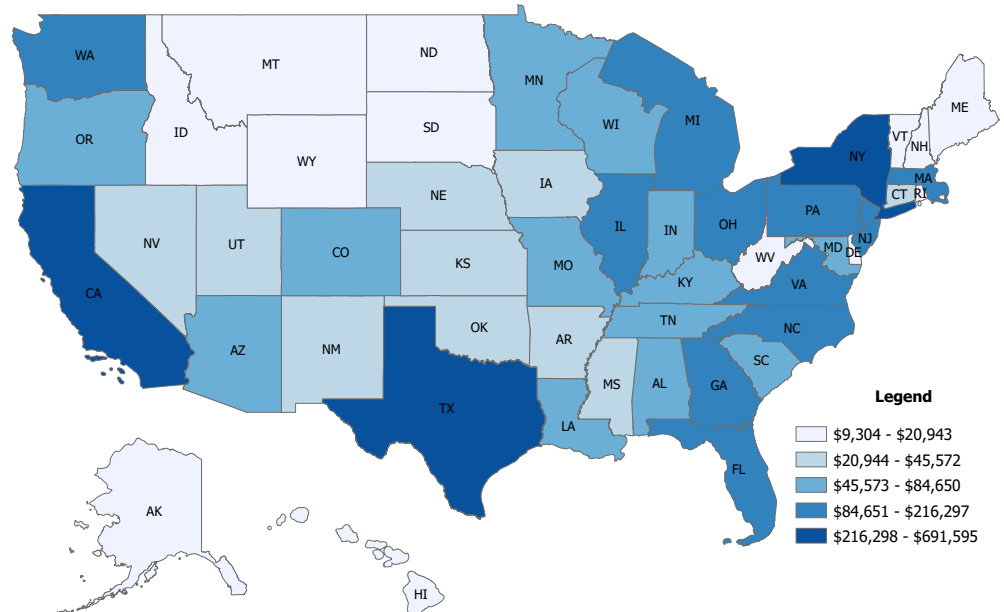 WA
MT
ND
MN
ME
VT
NH
OR
ID
SD
WI
MI
NY
WY
MA
CT
RI
NE
IA
PA
NV
UT
CO
KS
MO
IL
IN
OH
NJ
MD
DE
WV
VA
KY
CA
AZ
NM
OK
AR
TN
NC
SC
TX
MS
AL
GA
LA
FL
AK
HI
Legend
$9,304 - $20,943
$20,944 - $45,572
$45,573 - $84,650
$84,651 - $216,297
$216,298 - $691,595